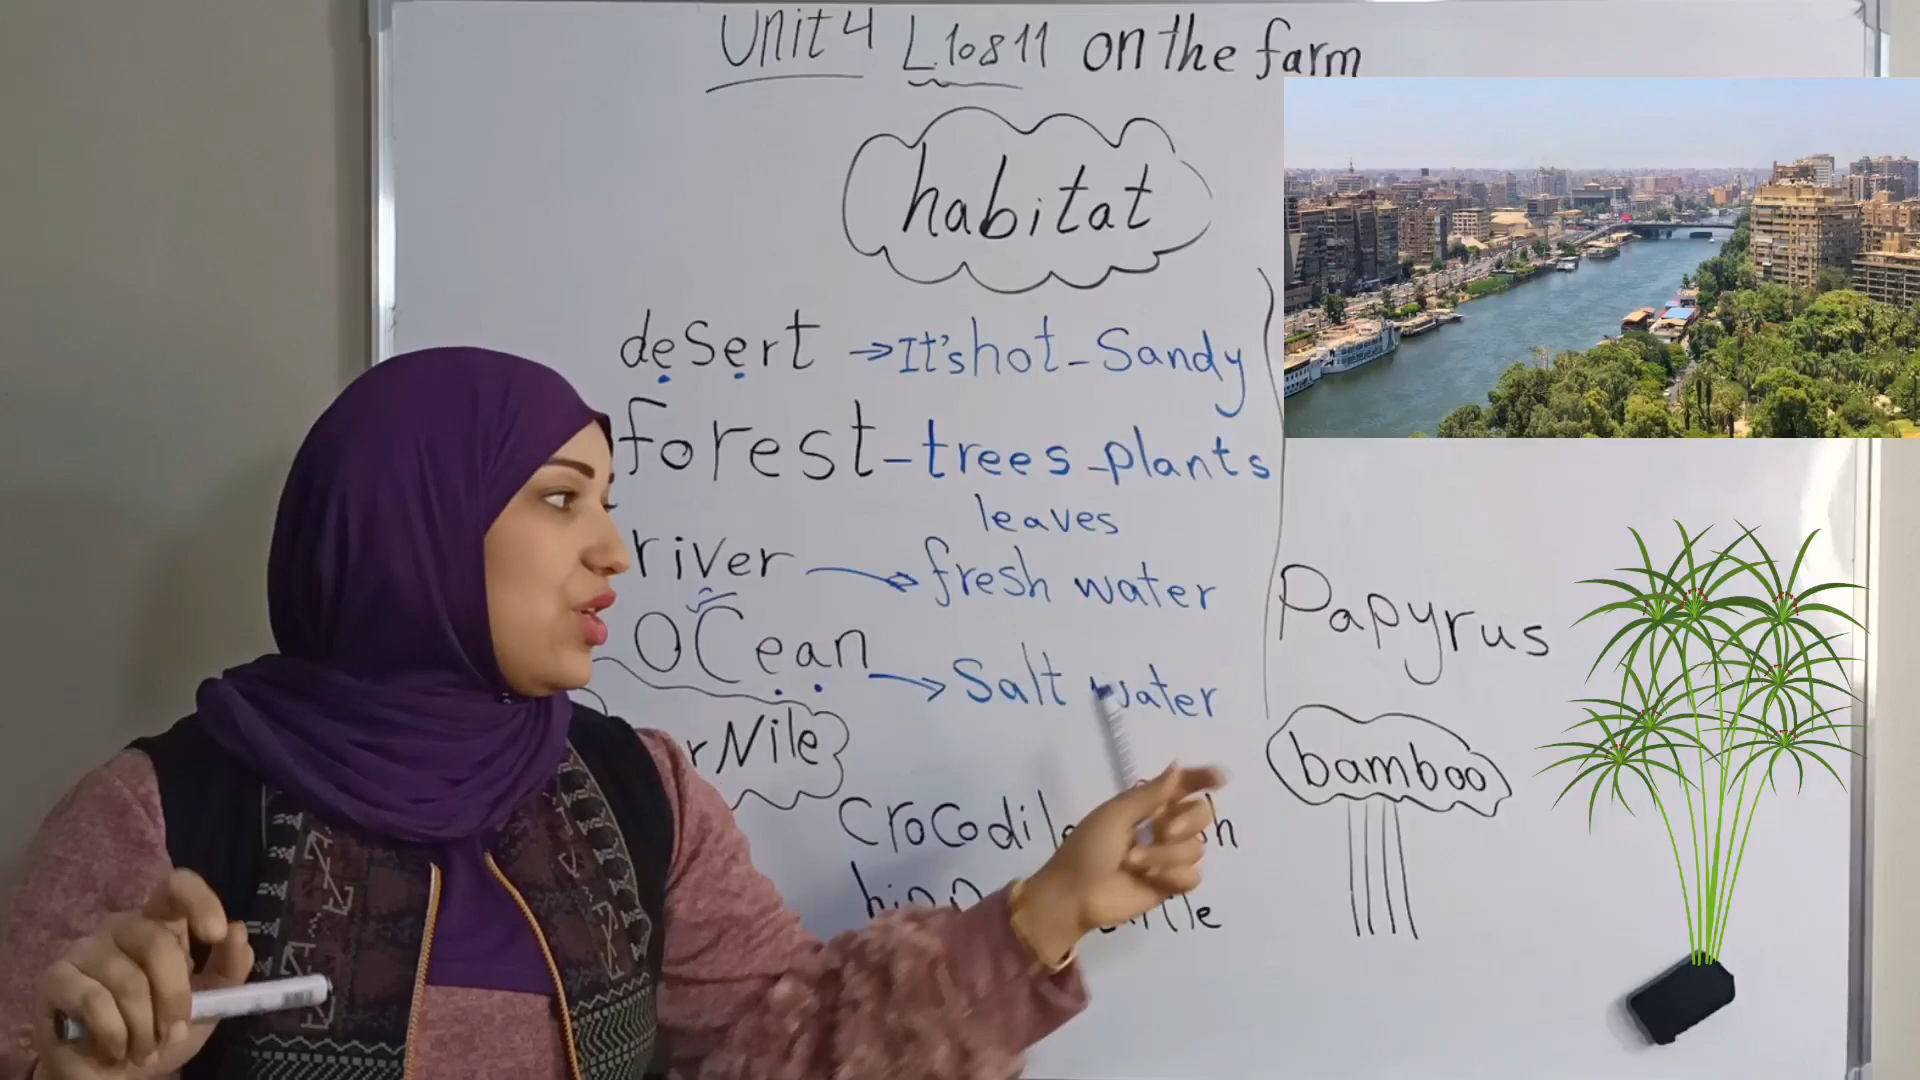 Unit 4 L.10&11 on the farm
habitat
desert → It's hot - Sandy
forest - trees - plants
leaves
river → fresh water
Ocean → Salt water
Nile
Papyrus
bamboo